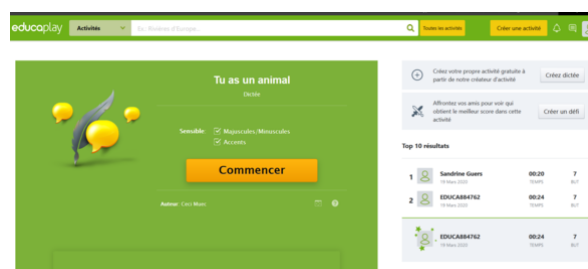 educaplay Activités Ex.: Rivières d'Europe... Toutes les activités Créer une activité
Tu as un animal
Dictée
Sensible: Majuscules/Minuscules
Accents
Commencer
Auteur: Céci Muni
Créez votre propre activité gratuite à
partir de notre créateur d'activité
Créez dictée
Affrontez vos amis pour voir qui
obtient le meilleur score dans cette
activité
Créer un défi
Top 10 résultats
1 Sandrine Guers 00:20 7
19 Mars 2020 TEMPS BUT
2 EDUCA884762 00:24 7
19 Mars 2020 TEMPS BUT
EDUCA884762 00:24 7
19 Mars 2020 TEMPS BUT